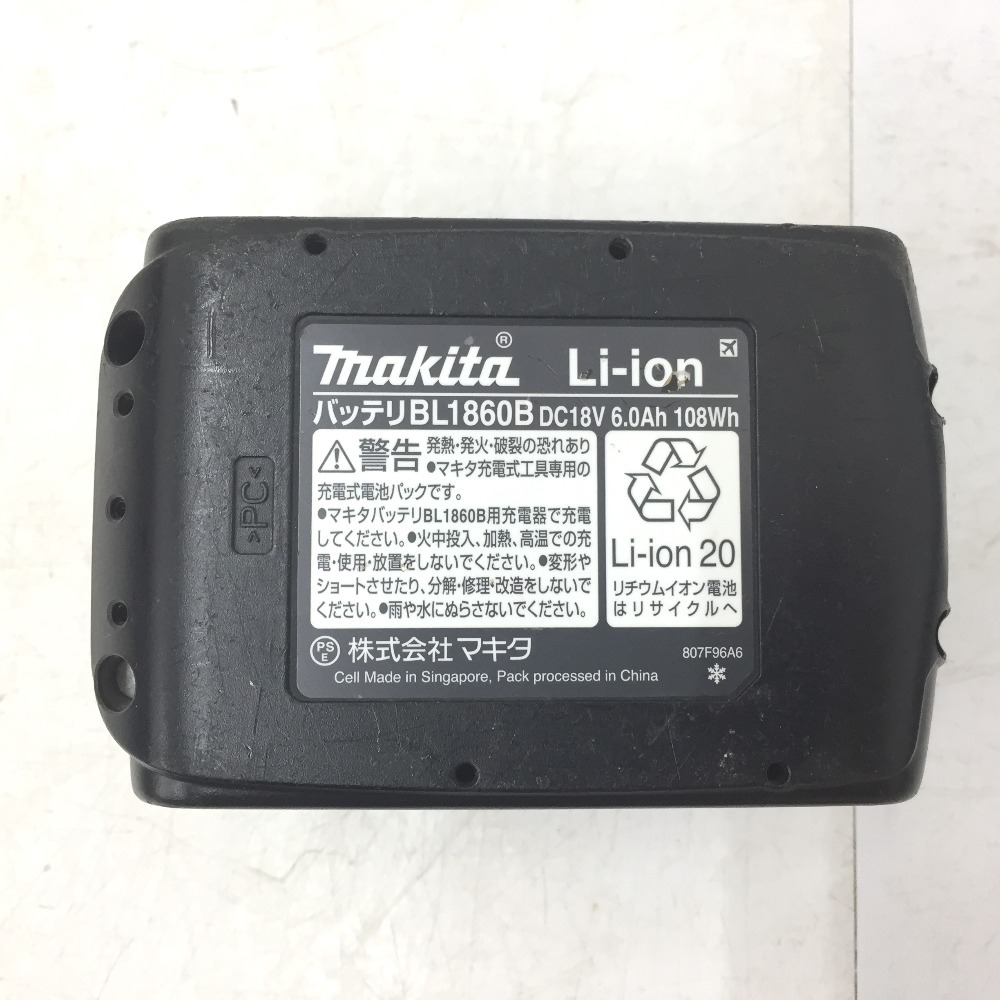 makita® Li-ion
バッテリBL1860B DC18V 6.0Ah 108Wh
警告 発熱・発火・破裂の恐れあり
●マキタ充電式工具専用の
充電式電池パックです。
●マキタバッテリBL1860B用充電器で充電
してください。●火中投入、加熱、高温での充
電・使用・放置をしないでください。●変形や
ショートさせたり、分解・修理・改造をしないで
ください。●雨や水にぬらさないでください。
Li-ion 20
リチウムイオン電池
はリサイクルへ
PS
E
株式会社マキタ
807F96A6
Cell Made in Singapore, Pack processed in China
>PC<